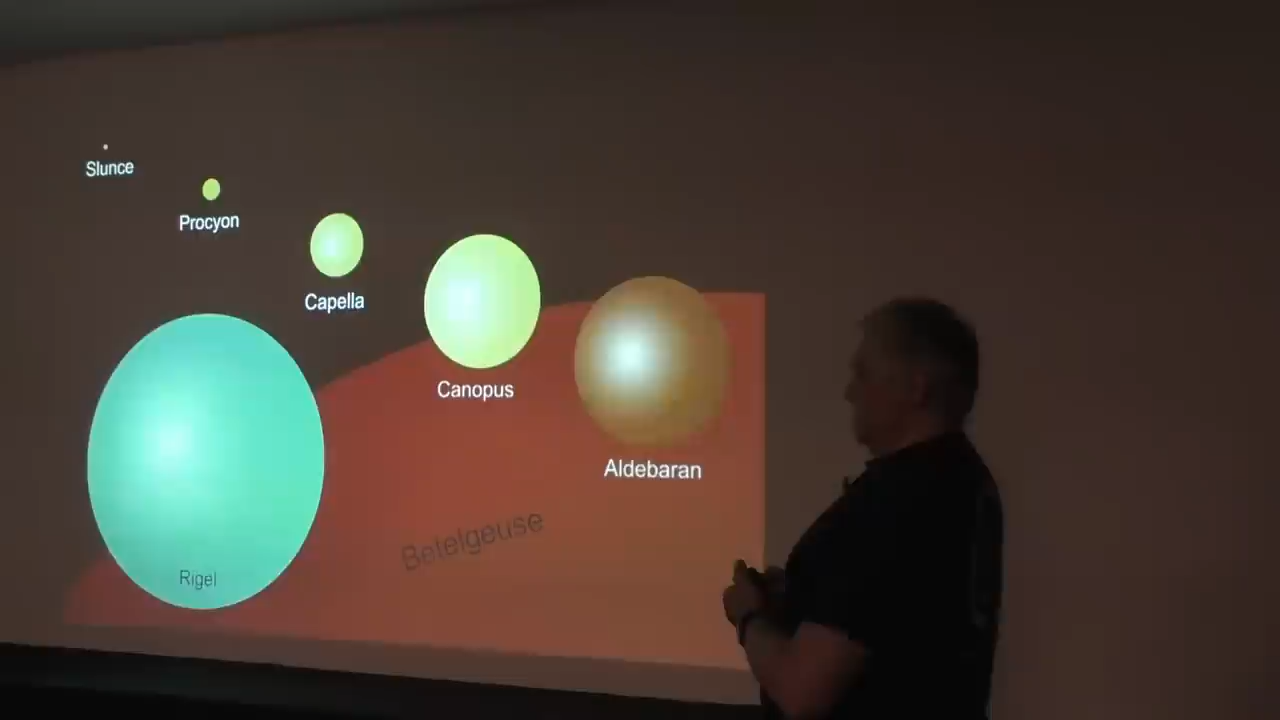 Slunce
Procyon
Capella
Canopus
Aldebaran
Betelgeuse
Rigel